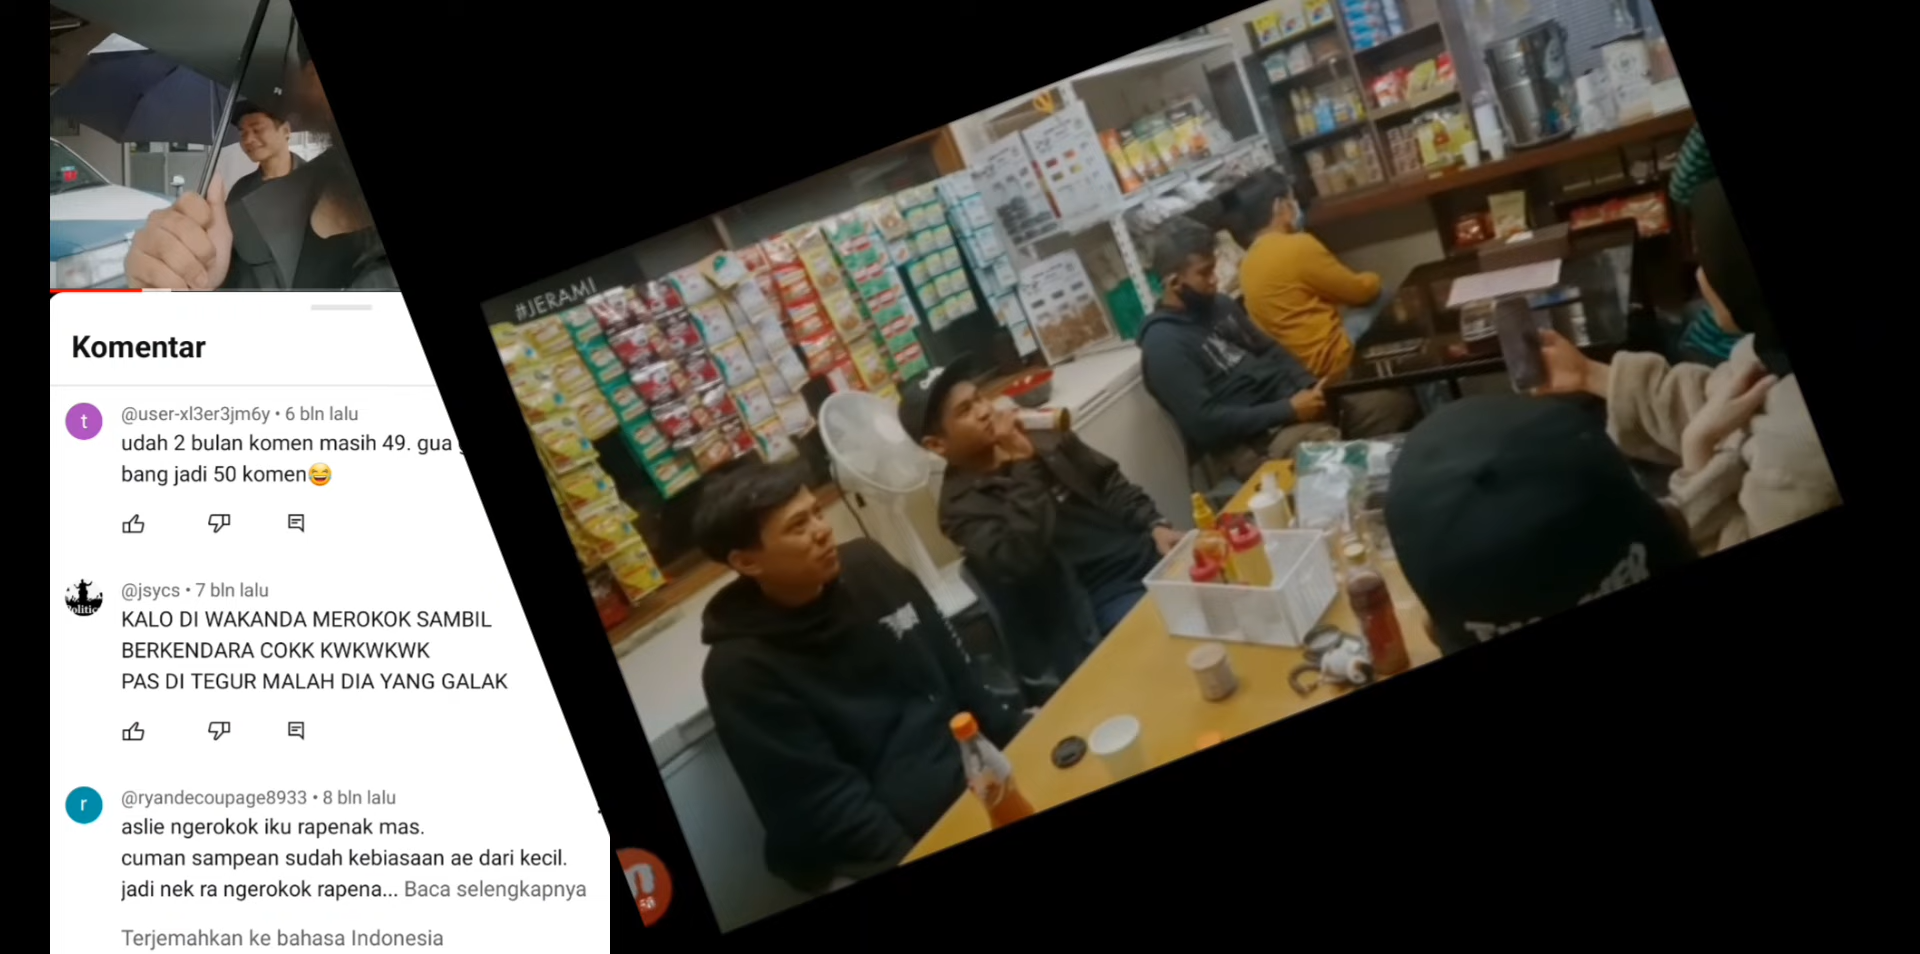 Komentar
@user-xl3er3jm6y • 6 bln lalu
udah 2 bulan komen masih 49. gua
bang jadi 50 komen😆
@jsycs • 7 bln lalu
KALO DI WAKANDA MEROKOK SAMBIL
BERKENDARA COKK KWKWKWK
PAS DI TEGUR MALAH DIA YANG GALAK
@ryandecoupage8933 • 8 bln lalu
aslie ngerokok iku rapenak mas.
cuman sampean sudah kebiasaan ae dari kecil.
jadi nek ra ngerokok rapena... Baca selengkapnya
Terjemahkan ke bahasa Indonesia
#JERAMI